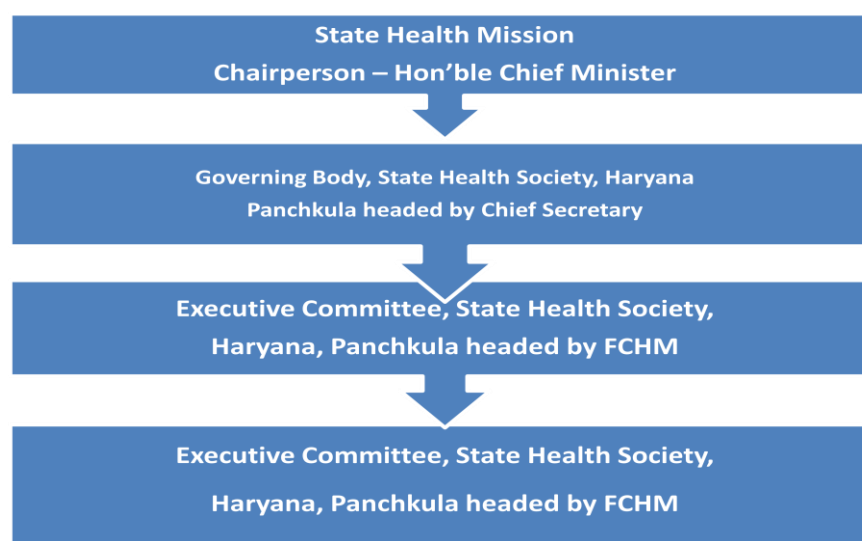 State Health Mission
Chairperson – Hon’ble Chief Minister
Governing Body, State Health Society, Haryana
Panchkula headed by Chief Secretary
Executive Committee, State Health Society,
Haryana, Panchkula headed by FCHM
Executive Committee, State Health Society,
Haryana, Panchkula headed by FCHM